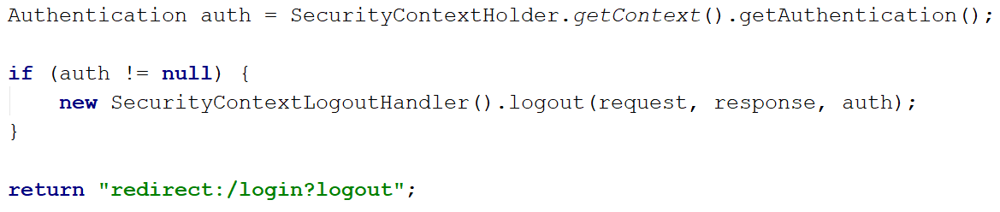 Authentication auth = SecurityContextHolder.getContext().getAuthentication();
if (auth != null) {
new SecurityContextLogoutHandler().logout(request, response, auth);
}
return "redirect:/login?logout";